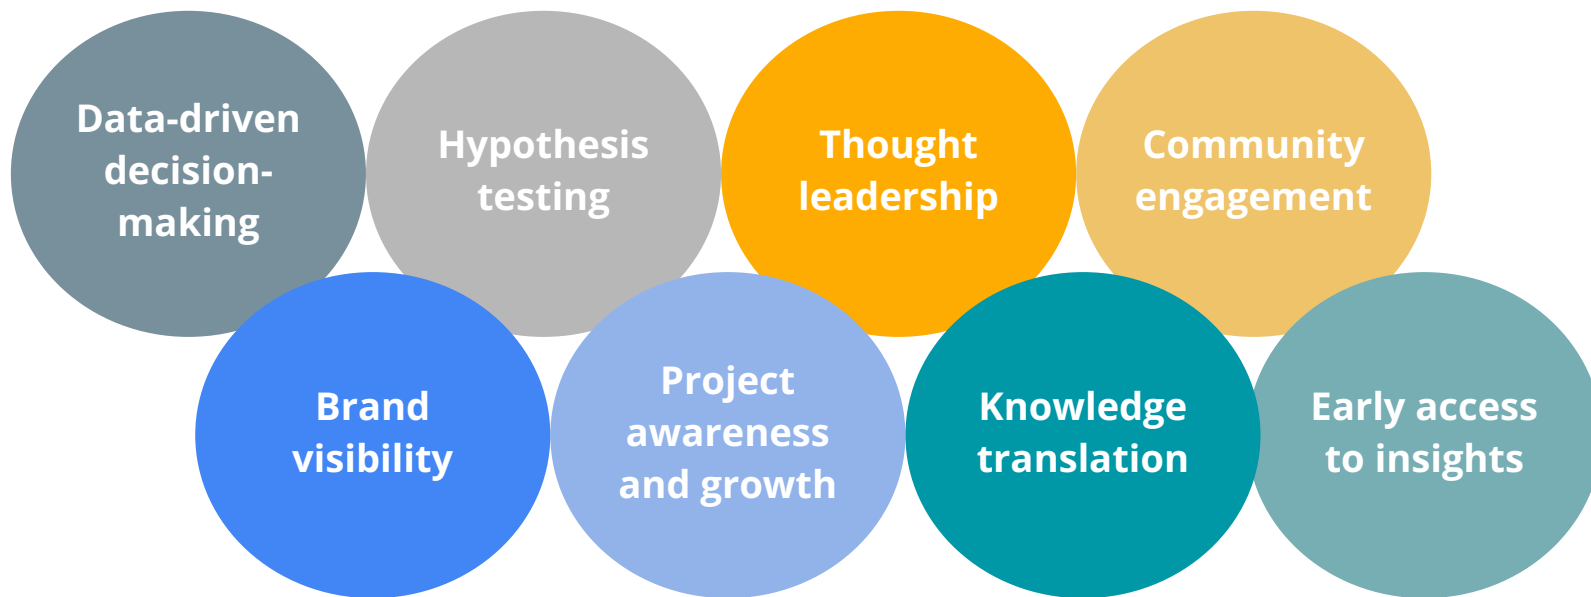 Data-driven
decision-
making
Hypothesis
testing
Thought
leadership
Community
engagement
Brand
visibility
Project
awareness
and growth
Knowledge
translation
Early access
to insights